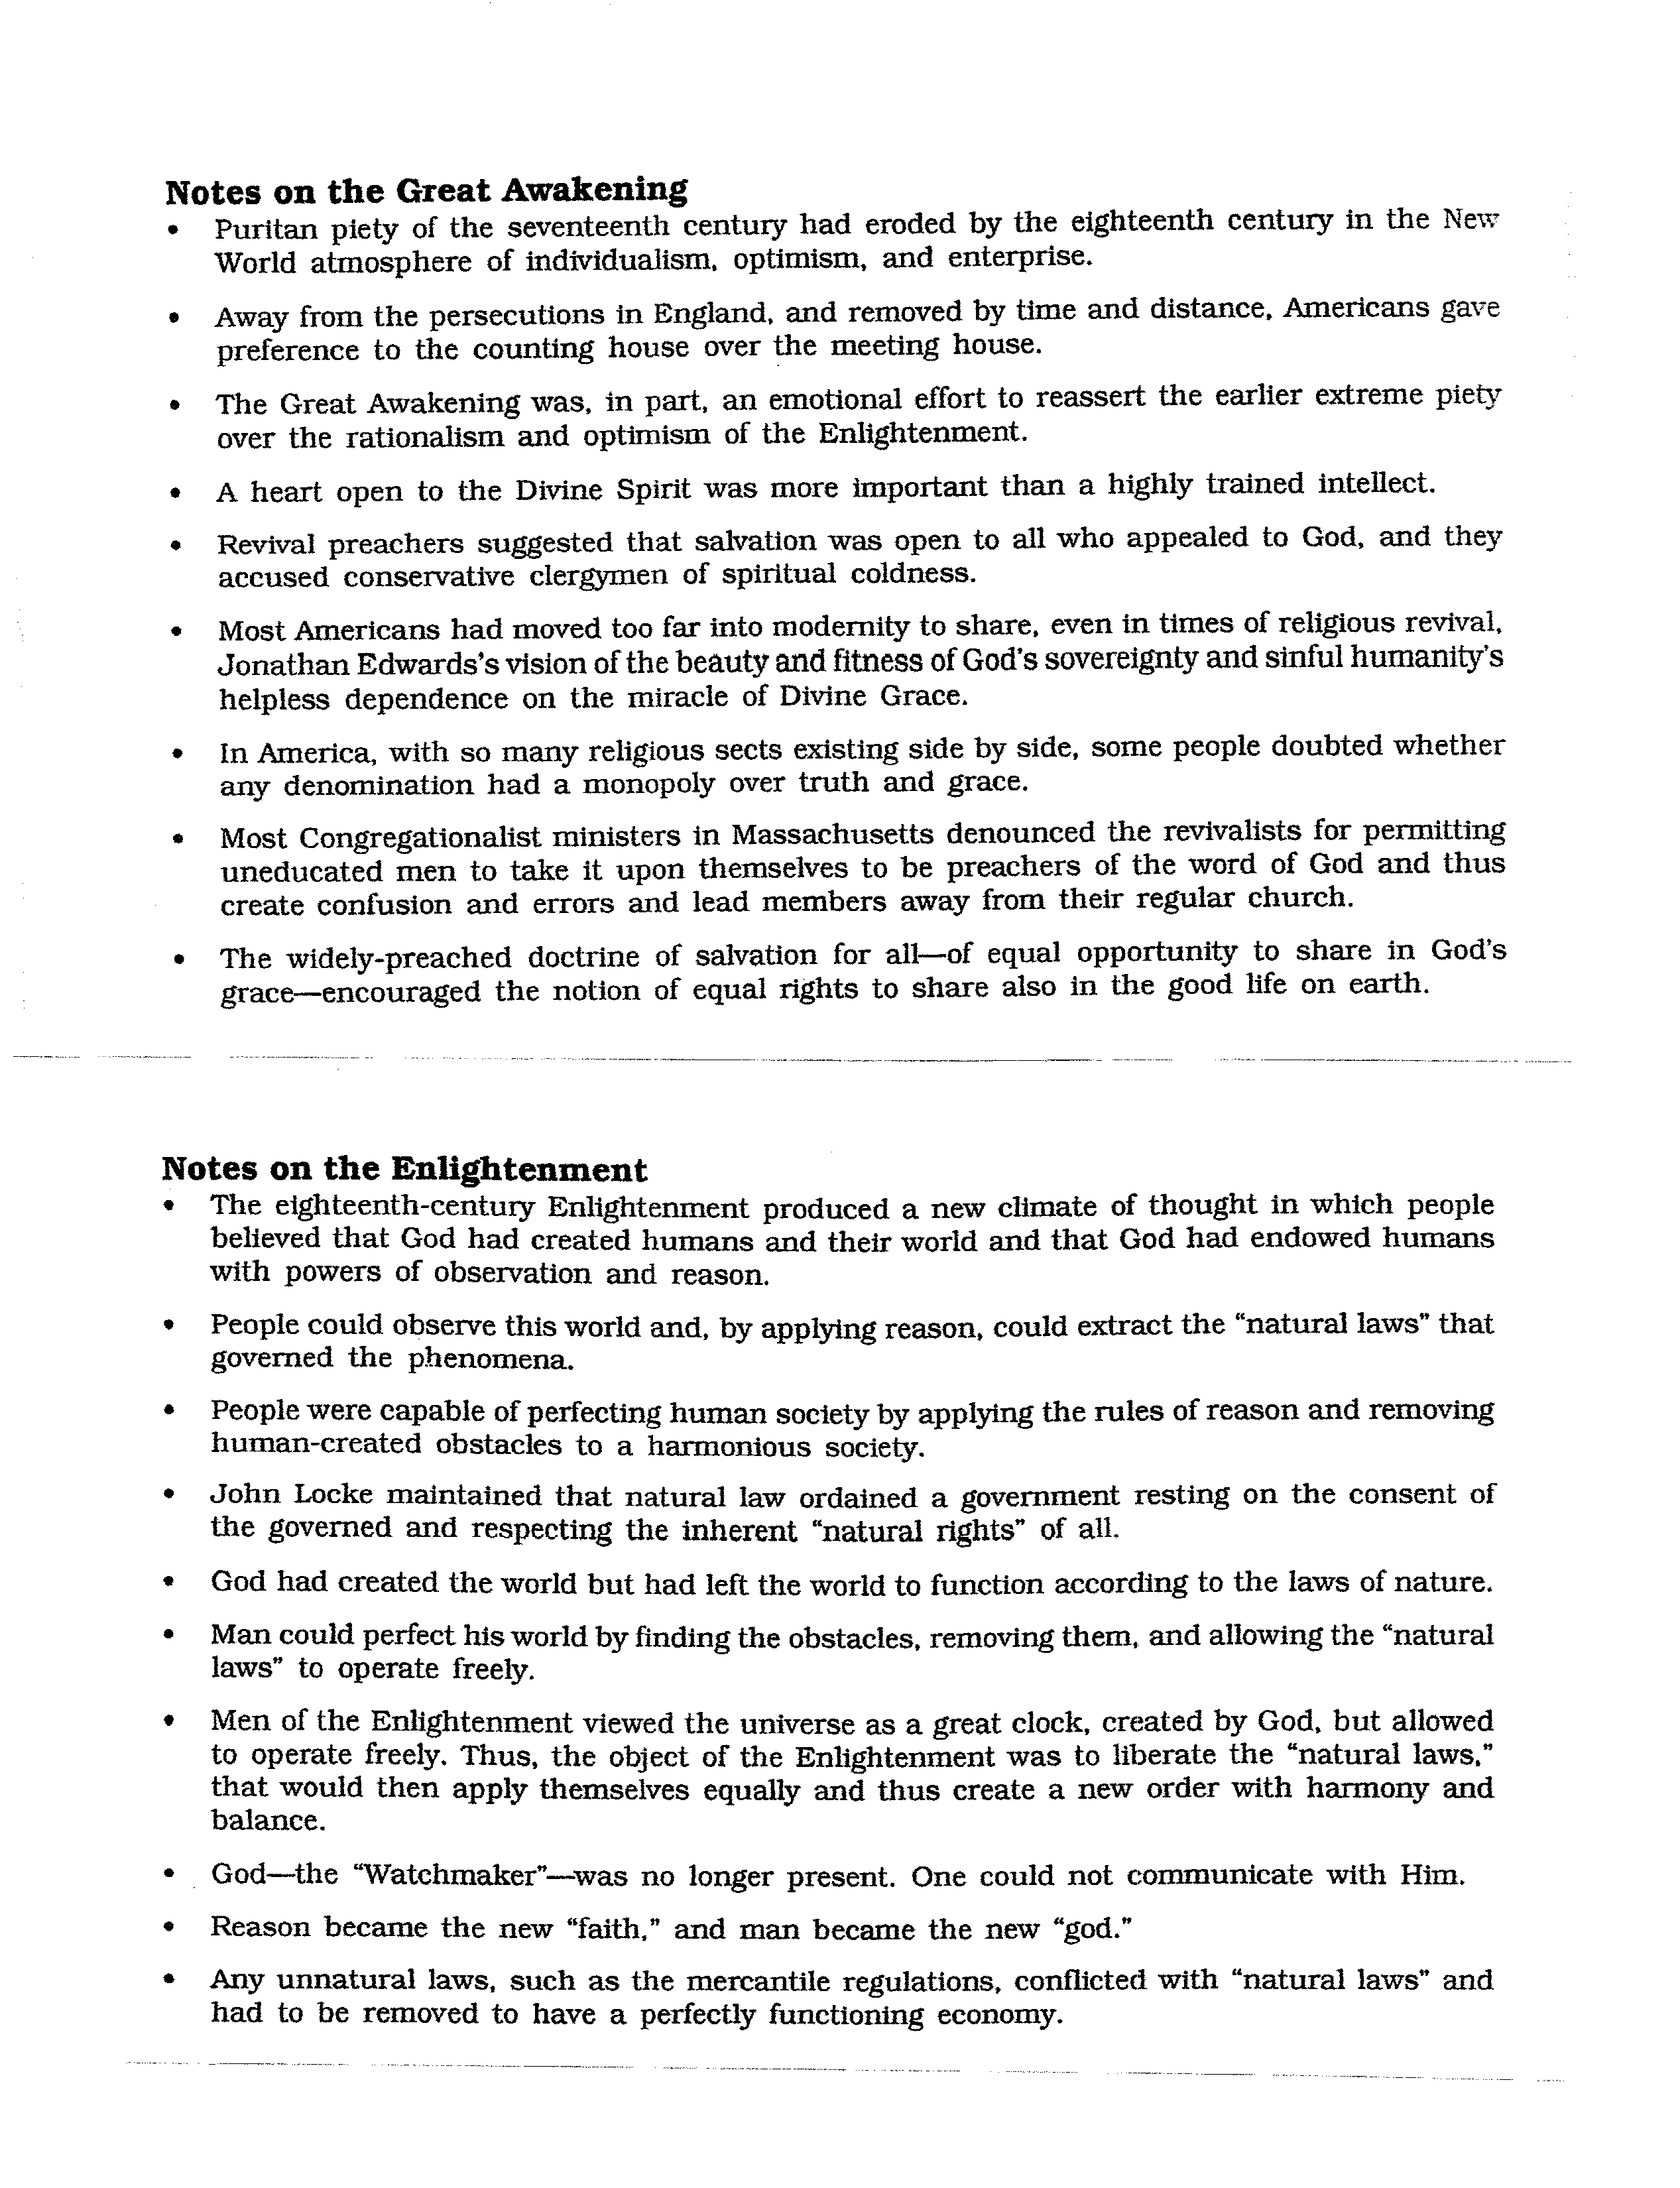 Notes on the Great Awakening
• Puritan piety of the seventeenth century had eroded by the eighteenth century in the New
World atmosphere of individualism, optimism, and enterprise.
• Away from the persecutions in England, and removed by time and distance, Americans gave
preference to the counting house over the meeting house.
• The Great Awakening was, in part, an emotional effort to reassert the earlier extreme piety
over the rationalism and optimism of the Enlightenment.
• A heart open to the Divine Spirit was more important than a highly trained intellect.
• Revival preachers suggested that salvation was open to all who appealed to God, and they
accused conservative clergymen of spiritual coldness.
• Most Americans had moved too far into modernity to share, even in times of religious revival,
Jonathan Edwards's vision of the beauty and fitness of God's sovereignty and sinful humanity's
helpless dependence on the miracle of Divine Grace.
• In America, with so many religious sects existing side by side, some people doubted whether
any denomination had a monopoly over truth and grace.
• Most Congregationalist ministers in Massachusetts denounced the revivalists for permitting
uneducated men to take it upon themselves to be preachers of the word of God and thus
create confusion and errors and lead members away from their regular church.
• The widely-preached doctrine of salvation for all—of equal opportunity to share in God's
grace—encouraged the notion of equal rights to share also in the good life on earth.
Notes on the Enlightenment
• The eighteenth-century Enlightenment produced a new climate of thought in which people
believed that God had created humans and their world and that God had endowed humans
with powers of observation and reason.
• People could observe this world and, by applying reason, could extract the “natural laws” that
governed the phenomena.
• People were capable of perfecting human society by applying the rules of reason and removing
human-created obstacles to a harmonious society.
• John Locke maintained that natural law ordained a government resting on the consent of
the governed and respecting the inherent “natural rights” of all.
• God had created the world but had left the world to function according to the laws of nature.
• Man could perfect his world by finding the obstacles, removing them, and allowing the “natural
laws” to operate freely.
• Men of the Enlightenment viewed the universe as a great clock, created by God, but allowed
to operate freely. Thus, the object of the Enlightenment was to liberate the “natural laws,”
that would then apply themselves equally and thus create a new order with harmony and
balance.
• God—the “Watchmaker”—was no longer present. One could not communicate with Him.
• Reason became the new “faith,” and man became the new “god.”
• Any unnatural laws, such as the mercantile regulations, conflicted with “natural laws” and
had to be removed to have a perfectly functioning economy.